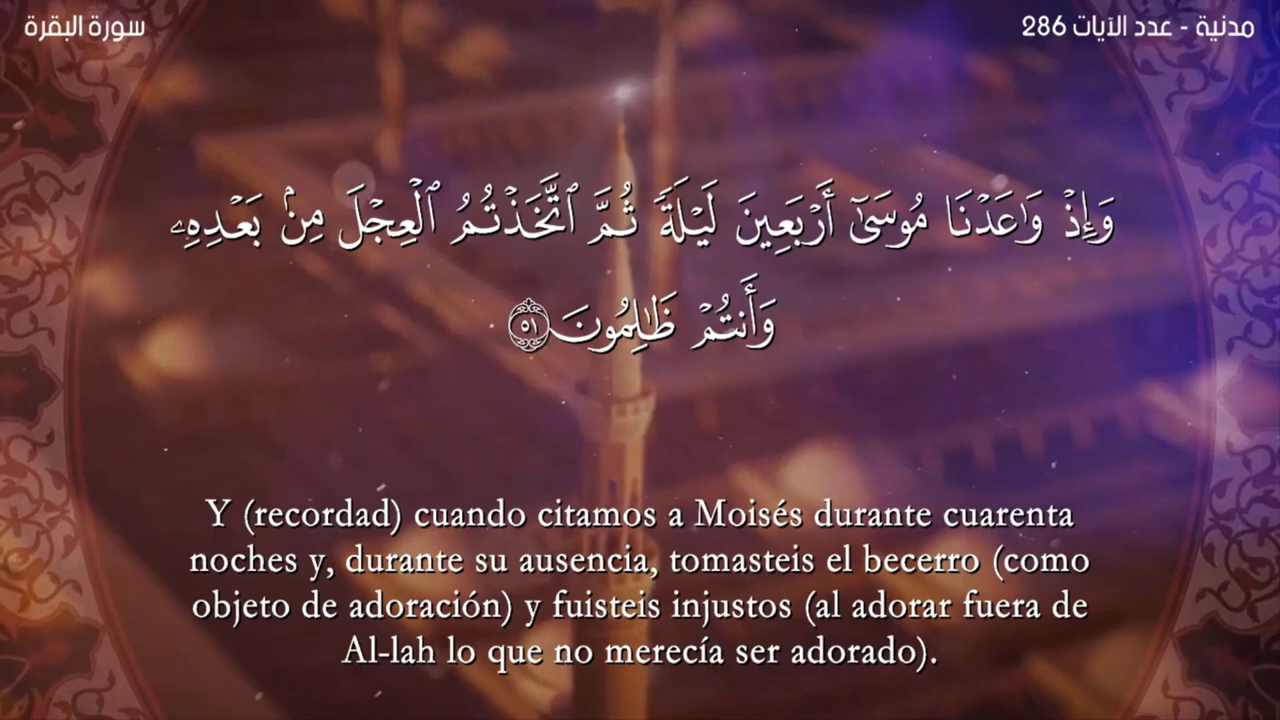 سورة البقرة
مدنية - عدد الآيات 286
وَإِذْ وَٰعَدْنَا مُوسَىٰٓ أَرْبَعِينَ لَيْلَةً ثُمَّ ٱتَّخَذْتُمُ ٱلْعِجْلَ مِنۢ بَعْدِهِۦ
وَأَنتُمْ ظَٰلِمُونَ ٥١
Y (recordad) cuando citamos a Moisés durante cuarenta
noches y, durante su ausencia, tomasteis el becerro (como
objeto de adoración) y fuisteis injustos (al adorar fuera de
Al-lah lo que no merecía ser adorado).